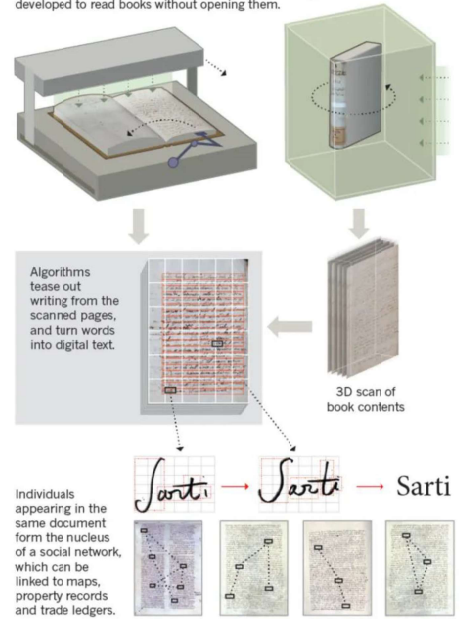 developed to read books without opening them.
Algorithms
tease out
writing from the
scanned pages,
and turn words
into digital text.
3D scan of
book contents
Sarti Sarti Sarti
Individuals
appearing in the
same document
form the nucleus
of a social network,
which can be
linked to maps,
property records
and trade ledgers.